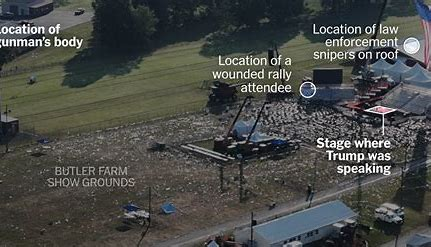 Location of
gunman's body
Location of law
enforcement
snipers on roof
Location of a
wounded rally
attendee
Stage where
Trump was
speaking
BUTLER FARM
SHOW GROUNDS